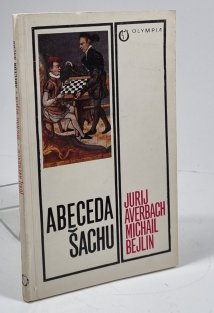 OLYMPIA
ABECEDA
ŠACHU
JURIJ
AVERBACH
MICHAIL
BEJLIN